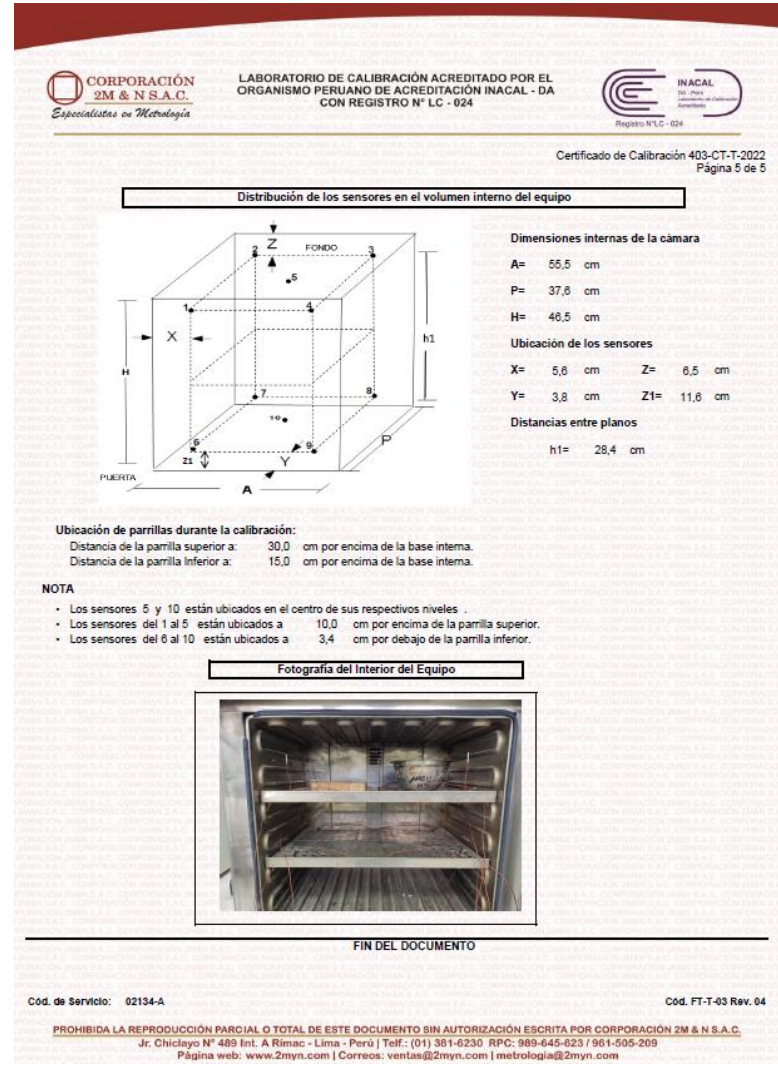 CORPORACIÓN
2M & N S.A.C.
Especialistas en Metrología
LABORATORIO DE CALIBRACIÓN ACREDITADO POR EL
ORGANISMO PERUANO DE ACREDITACIÓN INACAL - DA
CON REGISTRO N° LC - 024
INACAL
DA - Perú
Laboratorio de Calibración
Acreditado
Registro N°LC - 024
Certificado de Calibración 403-CT-T-2022
Página 5 de 5
Distribución de los sensores en el volumen interno del equipo
2 Z FONDO 3
5
1 4
X
h1
H
7 8
10
6 9
Z1 Y P
PUERTA
A
Dimensiones internas de la cámara
A= 55,5 cm
P= 37,6 cm
H= 46,5 cm
Ubicación de los sensores
X= 5,6 cm Z= 6,5 cm
Y= 3,8 cm Z1= 11,6 cm
Distancias entre planos
h1= 28,4 cm
Ubicación de parrillas durante la calibración:
Distancia de la parrilla superior a: 30,0 cm por encima de la base interna.
Distancia de la parrilla Inferior a: 15,0 cm por encima de la base interna.
NOTA
- Los sensores 5 y 10 están ubicados en el centro de sus respectivos niveles .
- Los sensores del 1 al 5 están ubicados a 10,0 cm por encima de la parrilla superior.
- Los sensores del 6 al 10 están ubicados a 3,4 cm por debajo de la parrilla inferior.
Fotografía del Interior del Equipo
FIN DEL DOCUMENTO
Cód. de Servicio: 02134-A
Cód. FT-T-03 Rev. 04
PROHIBIDA LA REPRODUCCIÓN PARCIAL O TOTAL DE ESTE DOCUMENTO SIN AUTORIZACIÓN ESCRITA POR CORPORACIÓN 2M & N S.A.C.
Jr. Chiclayo N° 489 Int. A Rímac - Lima - Perú | Telf.: (01) 381-6230 RPC: 989-645-623 / 961-505-209
Página web: www.2myn.com | Correos: ventas@2myn.com | metrologia@2myn.com